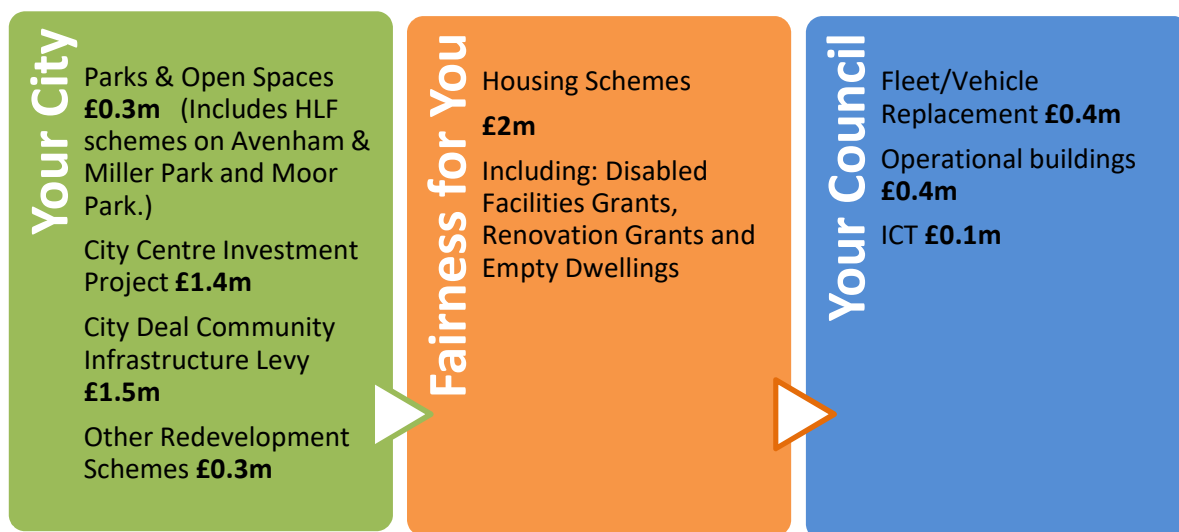 Your City
Parks & Open Spaces
£0.3m (Includes HLF
schemes on Avenham &
Miller Park and Moor
Park.)
City Centre Investment
Project £1.4m
City Deal Community
Infrastructure Levy
£1.5m
Other Redevelopment
Schemes £0.3m
Fairness for You
Housing Schemes
£2m
Including: Disabled
Facilities Grants,
Renovation Grants and
Empty Dwellings
Your Council
Fleet/Vehicle
Replacement £0.4m
Operational buildings
£0.4m
ICT £0.1m